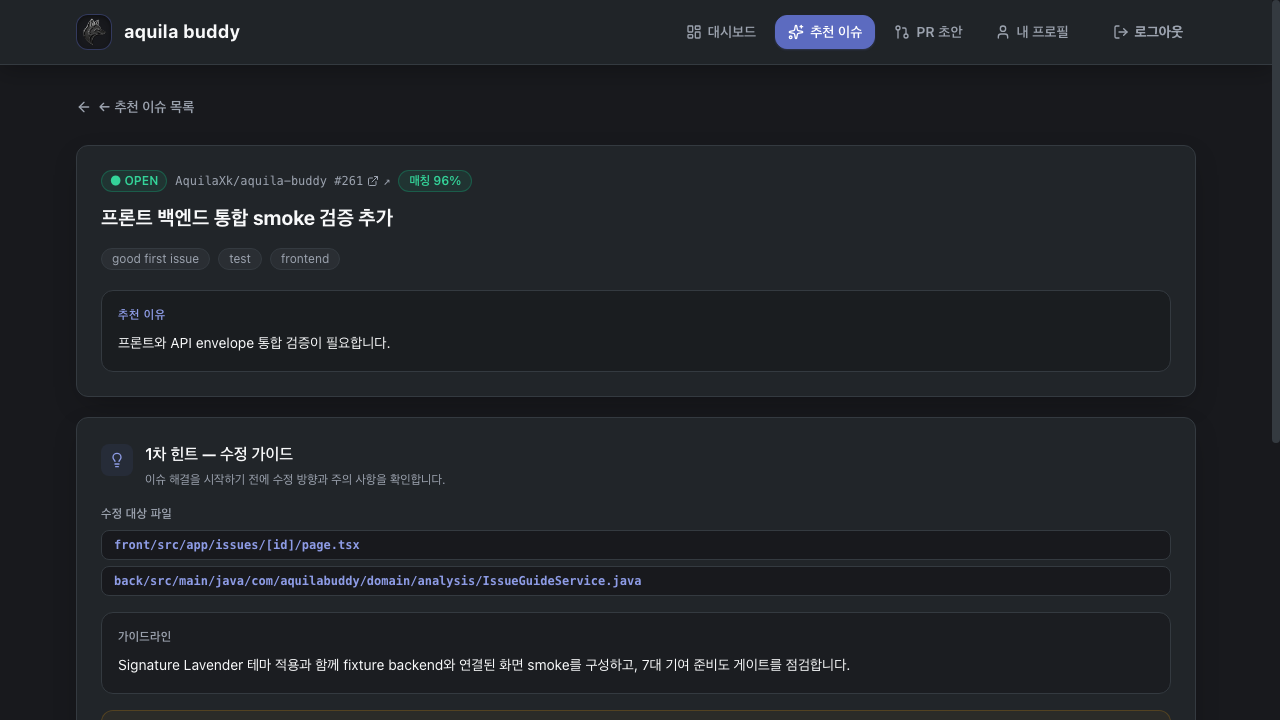 aquila buddy
대시보드
추천 이슈
PR 초안
내 프로필
로그아웃
← ← 추천 이슈 목록
OPEN AquilaXk/aquila-buddy #261 ↗ 매칭 96%
프론트 백엔드 통합 smoke 검증 추가
good first issue test frontend
추천 이유
프론트와 API envelope 통합 검증이 필요합니다.
1차 힌트 — 수정 가이드
이슈 해결을 시작하기 전에 수정 방향과 주의 사항을 확인합니다.
수정 대상 파일
front/src/app/issues/[id]/page.tsx
back/src/main/java/com/aquilabuddy/domain/analysis/IssueGuideService.java
가이드라인
Signature Lavender 테마 적용과 함께 fixture backend와 연결된 화면 smoke를 구성하고, 7대 기여 준비도 게이트를 점검합니다.